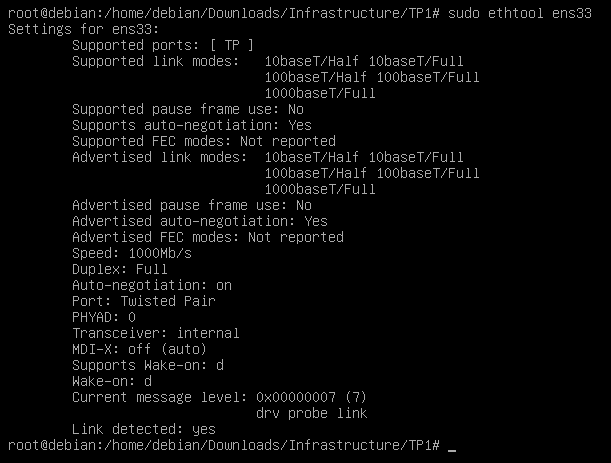 root@debian:/home/debian/Downloads/Infrastructure/TP1# sudo ethtool ens33
Settings for ens33:
Supported ports: [ TP ]
Supported link modes: 10baseT/Half 10baseT/Full
100baseT/Half 100baseT/Full
1000baseT/Full
Supported pause frame use: No
Supports auto-negotiation: Yes
Supported FEC modes: Not reported
Advertised link modes: 10baseT/Half 10baseT/Full
100baseT/Half 100baseT/Full
1000baseT/Full
Advertised pause frame use: No
Advertised auto-negotiation: Yes
Advertised FEC modes: Not reported
Speed: 1000Mb/s
Duplex: Full
Auto-negotiation: on
Port: Twisted Pair
PHYAD: 0
Transceiver: internal
MDI-X: off (auto)
Supports Wake-on: d
Wake-on: d
Current message level: 0x00000007 (7)
drv probe link
Link detected: yes
root@debian:/home/debian/Downloads/Infrastructure/TP1# _